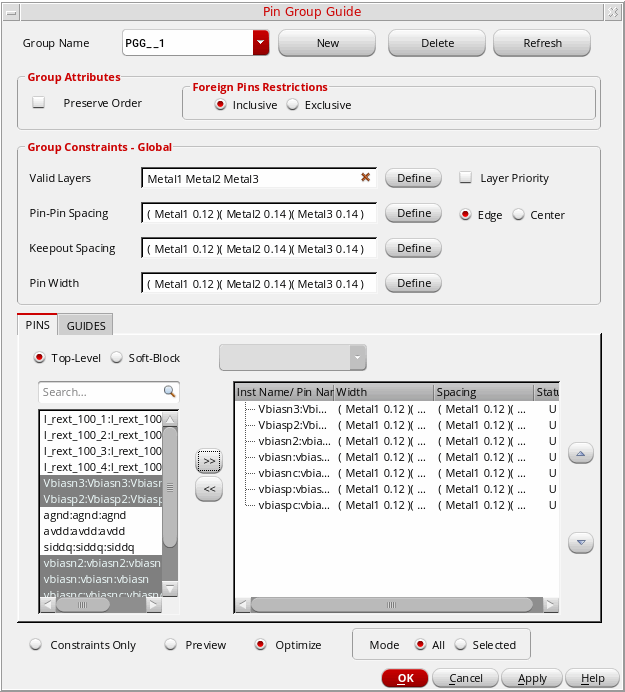 Pin Group Guide
Group Name PGG__1 New Delete Refresh
Group Attributes
Preserve Order
Foreign Pins Restrictions
Inclusive Exclusive
Group Constraints - Global
Valid Layers Metal1 Metal2 Metal3 Define Layer Priority
Pin-Pin Spacing ( Metal1 0.12 )( Metal2 0.14 )( Metal3 0.14 ) Define Edge Center
Keepout Spacing ( Metal1 0.12 )( Metal2 0.14 )( Metal3 0.14 ) Define
Pin Width ( Metal1 0.12 )( Metal2 0.14 )( Metal3 0.14 ) Define
PINS GUIDES
Top-Level Soft-Block
Search...
I_rext_100_1:I_rext_100
I_rext_100_2:I_rext_100
I_rext_100_3:I_rext_100
I_rext_100_4:I_rext_100
Vbiasn3:Vbiasn3:Vbiasn
Vbiasp2:Vbiasp2:Vbiasp
agnd:agnd:agnd
avdd:avdd:avdd
siddq:siddq:siddq
vbiasn2:vbiasn2:vbiasn
vbiasn:vbiasn:vbiasn
vbiasnc:vbiasnc:vbiasn
>>
<<
Inst Name/ Pin Nar Width Spacing Statu
Vbiasn3:Vbi... ( Metal1 0.12 )( ... ( Metal1 0.12 )( ... U
Vbiasp2:Vbi... ( Metal1 0.12 )( ... ( Metal1 0.12 )( ... U
vbiasn2:vbia... ( Metal1 0.12 )( ... ( Metal1 0.12 )( ... U
vbiasn:vbias... ( Metal1 0.12 )( ... ( Metal1 0.12 )( ... U
vbiasnc:vbia... ( Metal1 0.12 )( ... ( Metal1 0.12 )( ... U
vbiasp:vbias... ( Metal1 0.12 )( ... ( Metal1 0.12 )( ... U
vbiaspc:vbia... ( Metal1 0.12 )( ... ( Metal1 0.12 )( ... U
Constraints Only Preview Optimize Mode All Selected
OK Cancel Apply Help